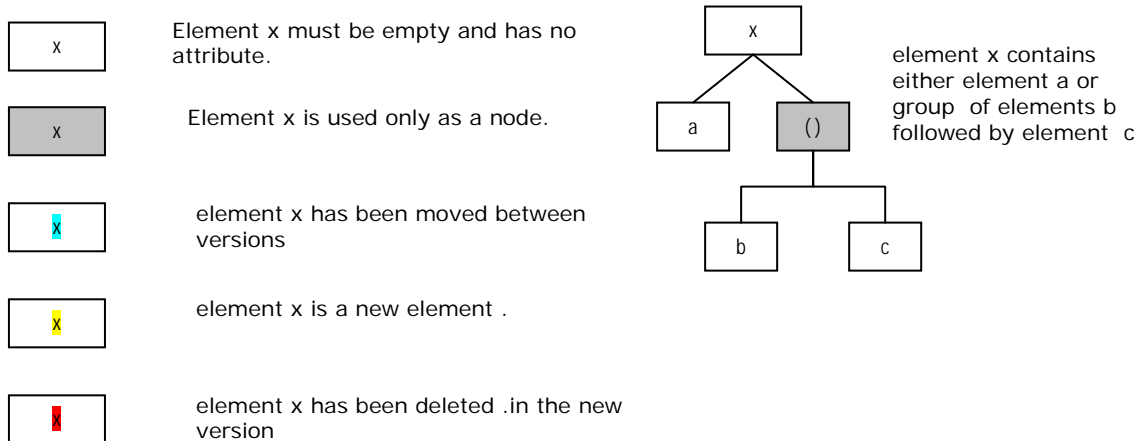 x
Element x must be empty and has no
attribute.
x
Element x is used only as a node.
x
element x has been moved between
versions
x
element x is a new element .
x
element x has been deleted .in the new
version
x
a
()
b
c
element x contains
either element a or
group of elements b
followed by element c